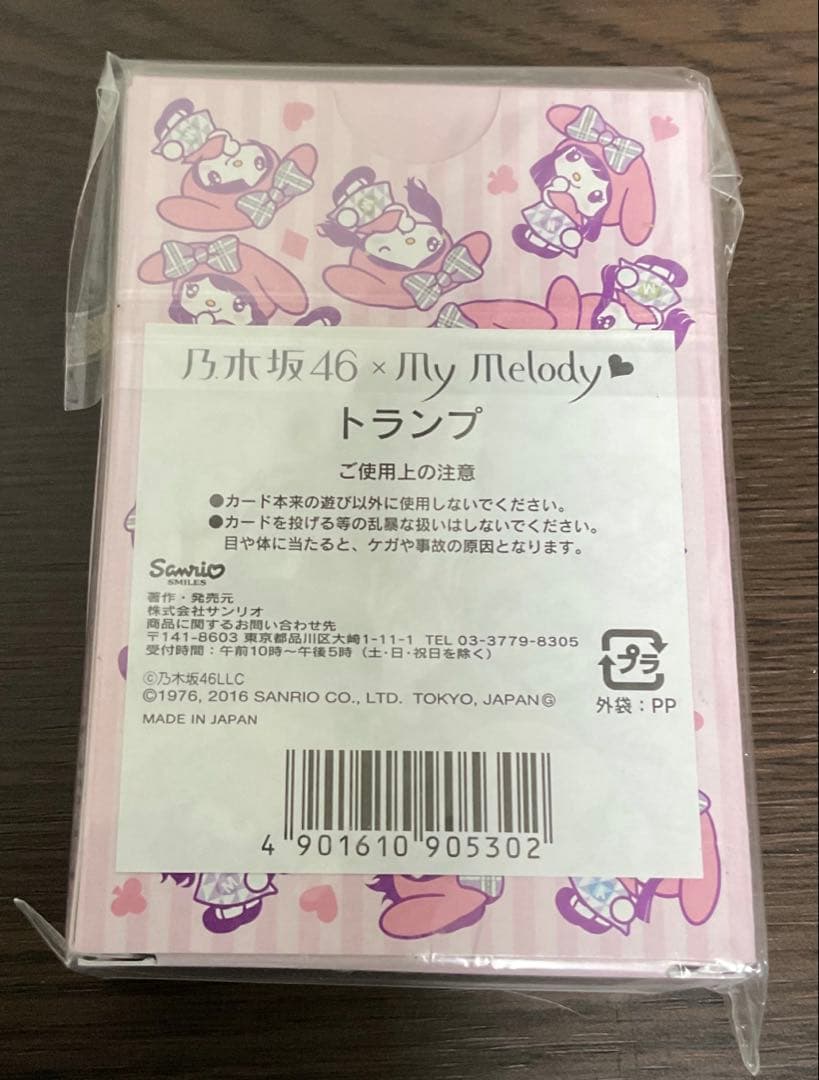 乃木坂46 × My Melody♥
トランプ
ご使用上の注意
●カード本来の遊び以外に使用しないでください。
●カードを投げる等の乱暴な扱いはしないでください。
目や体に当たると、ケガや事故の原因となります。
Sanrio
SMILES
著作・発売元
株式会社サンリオ
商品に関するお問い合わせ先
〒141-8603 東京都品川区大崎1-11-1 TEL 03-3779-8305
受付時間：午前10時〜午後5時（土・日・祝日を除く）
Ⓒ乃木坂46LLC
©1976, 2016 SANRIO CO., LTD. TOKYO, JAPAN Ⓖ
MADE IN JAPAN
プラ
外袋：PP
4 901610 905302